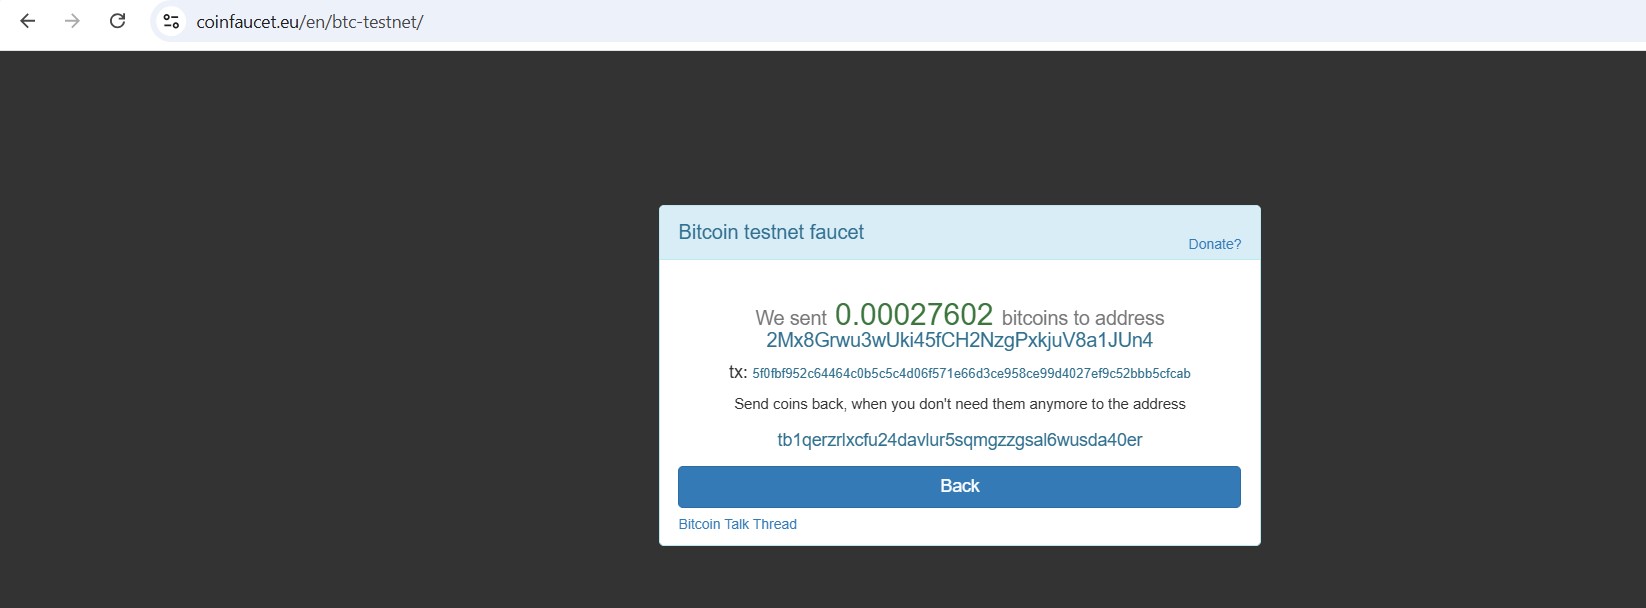 coinfaucet.eu/en/btc-testnet/
Bitcoin testnet faucet
Donate?
We sent 0.00027602 bitcoins to address
2Mx8Grwu3wUki45fCH2NzgPxkjuV8a1JUn4
tx: 5f0fbf952c64464c0b5c5c4d06f571e66d3ce958ce99d4027ef9c52bbb5cfcab
Send coins back, when you don't need them anymore to the address
tb1qerzrlxcfu24davlur5sqmgzzgsal6wusda40er
Back
Bitcoin Talk Thread